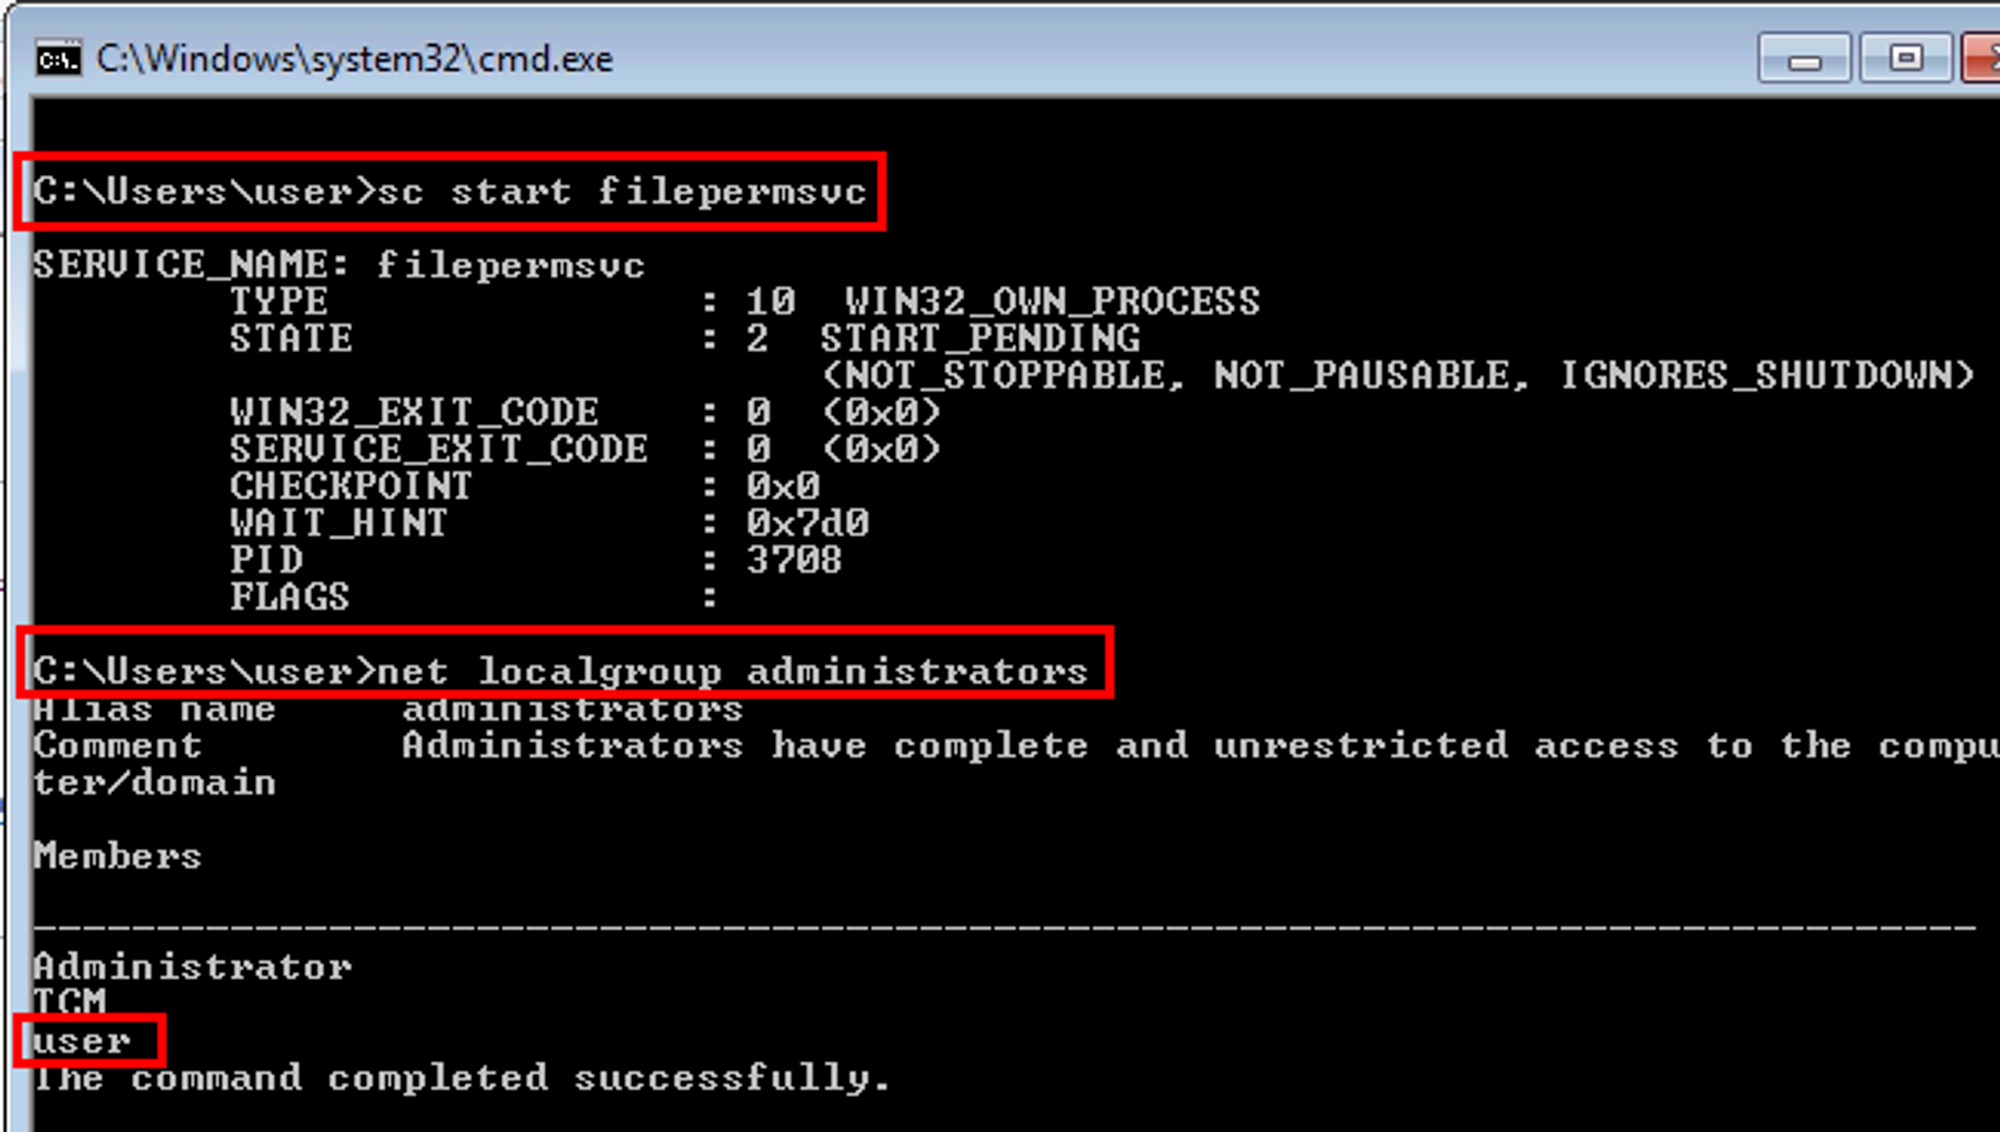 C:\Windows\system32\cmd.exe
C:\Users\user>sc start filepermsvc
SERVICE_NAME: filepermsvc
TYPE : 10 WIN32_OWN_PROCESS
STATE : 2 START_PENDING
(NOT_STOPPABLE, NOT_PAUSABLE, IGNORES_SHUTDOWN)
WIN32_EXIT_CODE : 0 (0x0)
SERVICE_EXIT_CODE : 0 (0x0)
CHECKPOINT : 0x0
WAIT_HINT : 0x7d0
PID : 3708
FLAGS :
C:\Users\user>net localgroup administrators
Alias name administrators
Comment Administrators have complete and unrestricted access to the compu
ter/domain
Members
-------------------------------------------------------------------------------
Administrator
TCM
user
The command completed successfully.